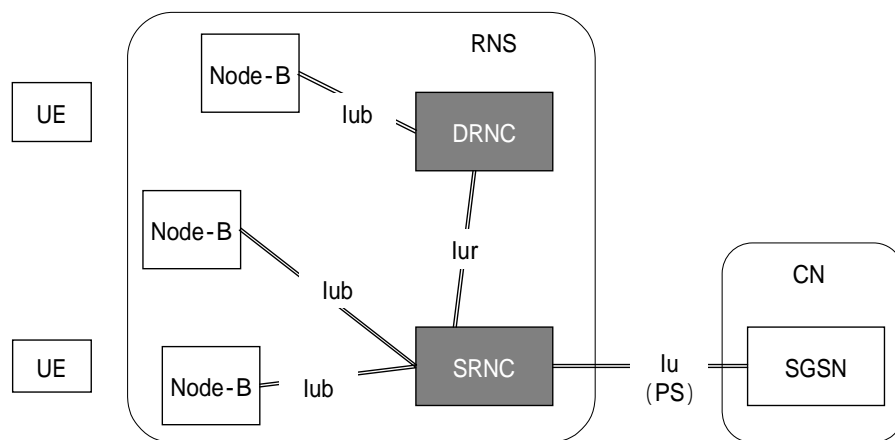 RNS
Node-B
UE
Iub
DRNC
Node-B
Iur
CN
Iub
UE
Node-B
Iub
SRNC
Iu
(PS)
SGSN